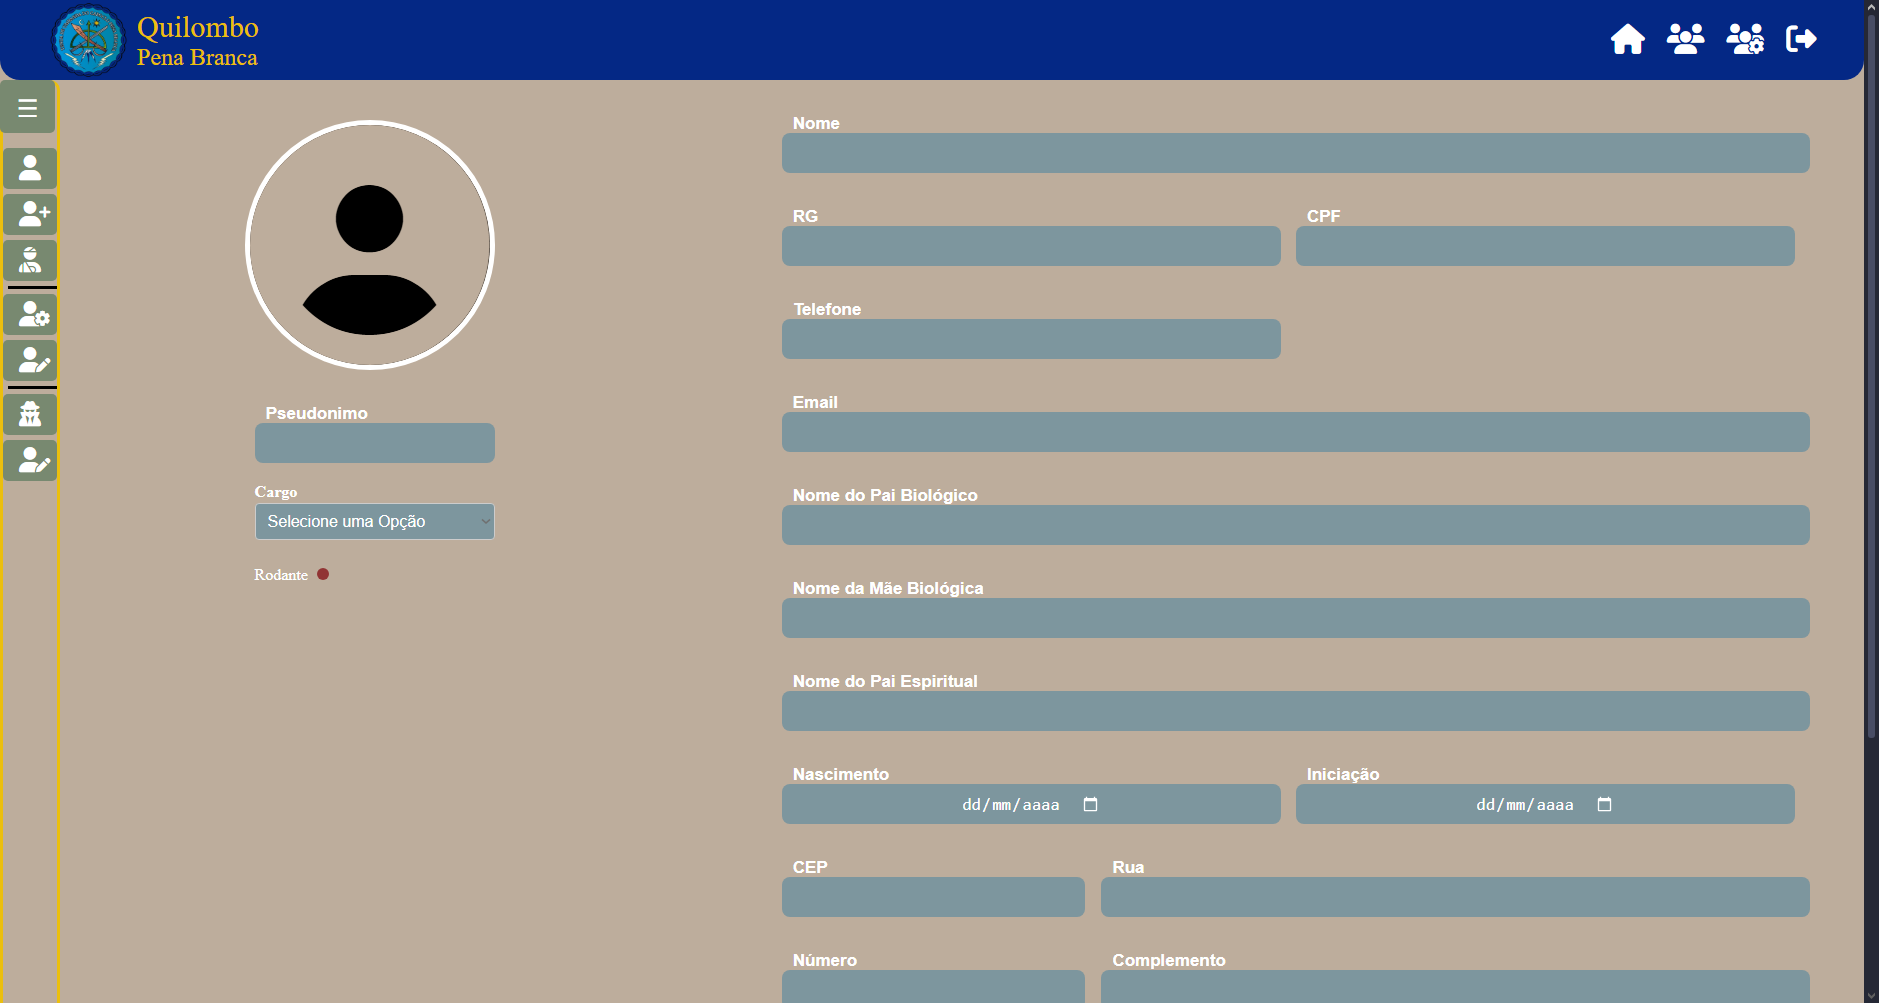 Quilombo
Pena Branca
Pseudonimo
Cargo
Selecione uma Opção
Rodante
Nome
RG
CPF
Telefone
Email
Nome do Pai Biológico
Nome da Mãe Biológica
Nome do Pai Espiritual
Nascimento
Iniciação
dd/mm/aaaa
dd/mm/aaaa
CEP
Rua
Número
Complemento